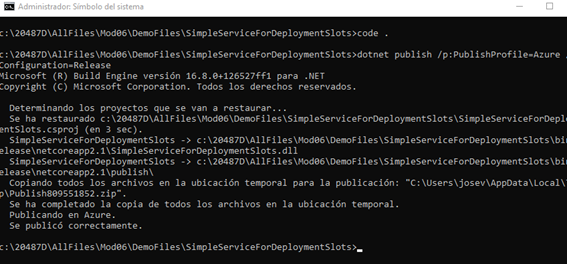 Administrador: Símbolo del sistema
c:\20487D\AllFiles\Mod06\DemoFiles\SimpleServiceForDeploymentSlots>code .
c:\20487D\AllFiles\Mod06\DemoFiles\SimpleServiceForDeploymentSlots>dotnet publish /p:PublishProfile=Azure
Configuration=Release
Microsoft (R) Build Engine versión 16.8.0+126527ff1 para .NET
Copyright (C) Microsoft Corporation. Todos los derechos reservados.
Determinando los proyectos que se van a restaurar...
Se ha restaurado c:\20487D\AllFiles\Mod06\DemoFiles\SimpleServiceForDeploymentSlots\SimpleServiceForDeploym
entSlots.csproj (en 3 sec).
SimpleServiceForDeploymentSlots -> c:\20487D\AllFiles\Mod06\DemoFiles\SimpleServiceForDeploymentSlots\bin
elease\netcoreapp2.1\SimpleServiceForDeploymentSlots.dll
SimpleServiceForDeploymentSlots -> c:\20487D\AllFiles\Mod06\DemoFiles\SimpleServiceForDeploymentSlots\bin
elease\netcoreapp2.1\publish\
Copiando todos los archivos en la ubicación temporal para la publicación: "C:\Users\josev\AppData\Local\
p\Publish809551852.zip".
Se ha completado la copia de todos los archivos en la ubicación temporal.
Publicando en Azure.
Se publicó correctamente.
c:\20487D\AllFiles\Mod06\DemoFiles\SimpleServiceForDeploymentSlots>